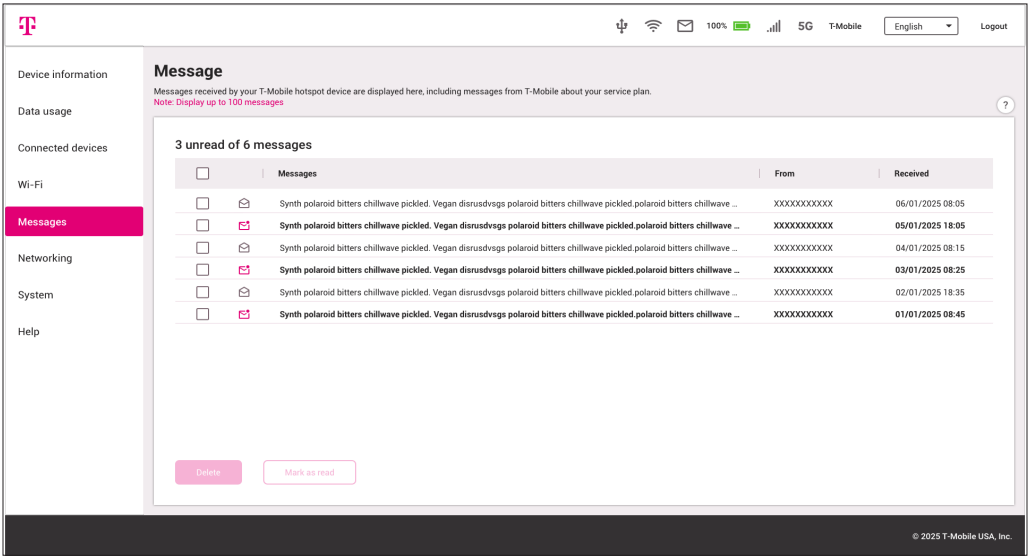 T
100%
5G
T-Mobile
English
Logout
Device information
Data usage
Connected devices
Wi-Fi
Messages
Networking
System
Help
Message
Messages received by your T-Mobile hotspot device are displayed here, including messages from T-Mobile about your service plan.
Note: Display up to 100 messages
?
3 unread of 6 messages
Messages From Received
Synth polaroid bitters chillwave pickled. Vegan disrusdvsgs polaroid bitters chillwave pickled.polaroid bitters chillwave ... XXXXXXXXXXX 06/01/2025 08:05
Synth polaroid bitters chillwave pickled. Vegan disrusdvsgs polaroid bitters chillwave pickled.polaroid bitters chillwave ... XXXXXXXXXXX 05/01/2025 18:05
Synth polaroid bitters chillwave pickled. Vegan disrusdvsgs polaroid bitters chillwave pickled.polaroid bitters chillwave ... XXXXXXXXXXX 04/01/2025 08:15
Synth polaroid bitters chillwave pickled. Vegan disrusdvsgs polaroid bitters chillwave pickled.polaroid bitters chillwave ... XXXXXXXXXXX 03/01/2025 08:25
Synth polaroid bitters chillwave pickled. Vegan disrusdvsgs polaroid bitters chillwave pickled.polaroid bitters chillwave ... XXXXXXXXXXX 02/01/2025 18:35
Synth polaroid bitters chillwave pickled. Vegan disrusdvsgs polaroid bitters chillwave pickled.polaroid bitters chillwave ... XXXXXXXXXXX 01/01/2025 08:45
Delete
Mark as read
© 2025 T-Mobile USA, Inc.